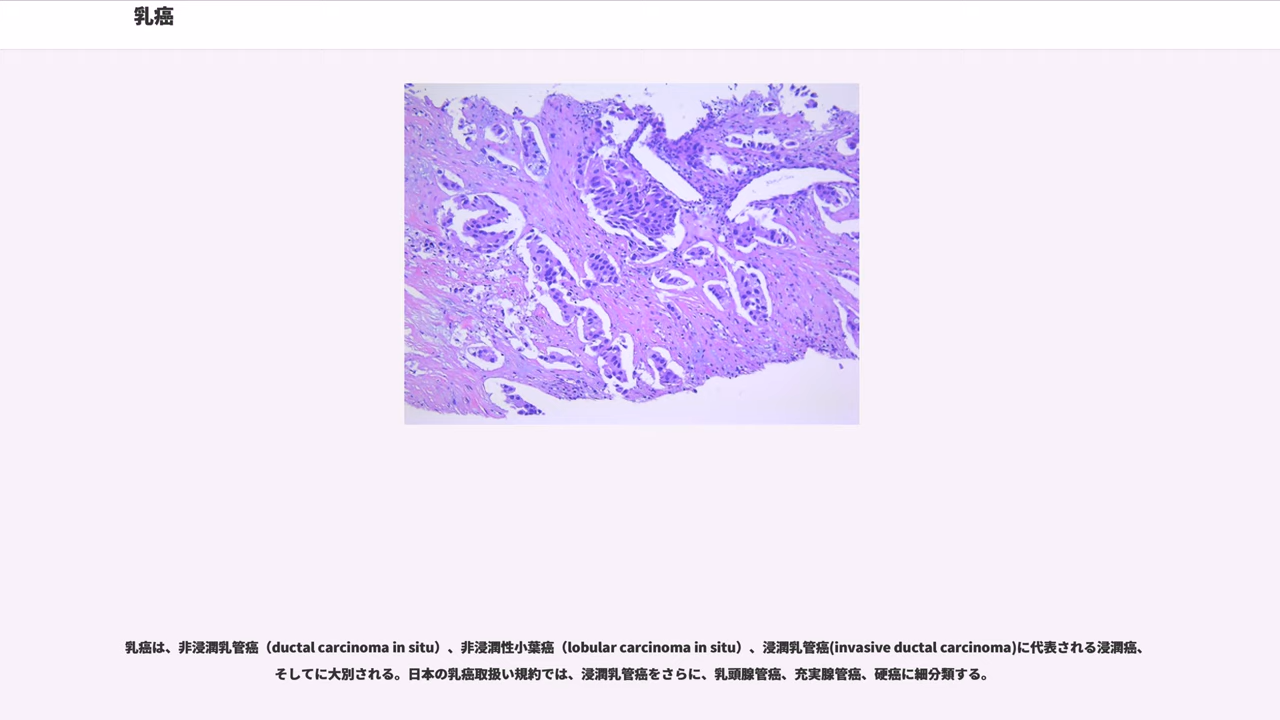 乳癌
乳癌は、非浸潤乳管癌（ductal carcinoma in situ）、非浸潤性小葉癌（lobular carcinoma in situ）、浸潤乳管癌(invasive ductal carcinoma)に代表される浸潤癌、
そしてに大別される。日本の乳癌取扱い規約では、浸潤乳管癌をさらに、乳頭腺管癌、充実腺管癌、硬癌に細分類する。